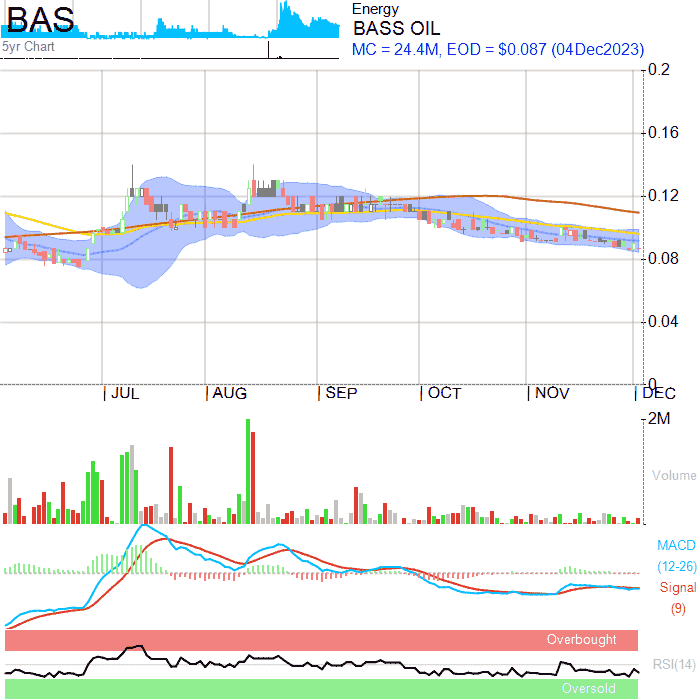 BAS
5yr Chart
Energy
BASS OIL
MC = 24.4M, EOD = $0.087 (04Dec2023)
0.2
0.16
0.12
0.08
0.04
0
JUL AUG SEP OCT NOV DEC
2M
Volume
MACD
(12-26)
Signal
(9)
Overbought
RSI(14)
Oversold